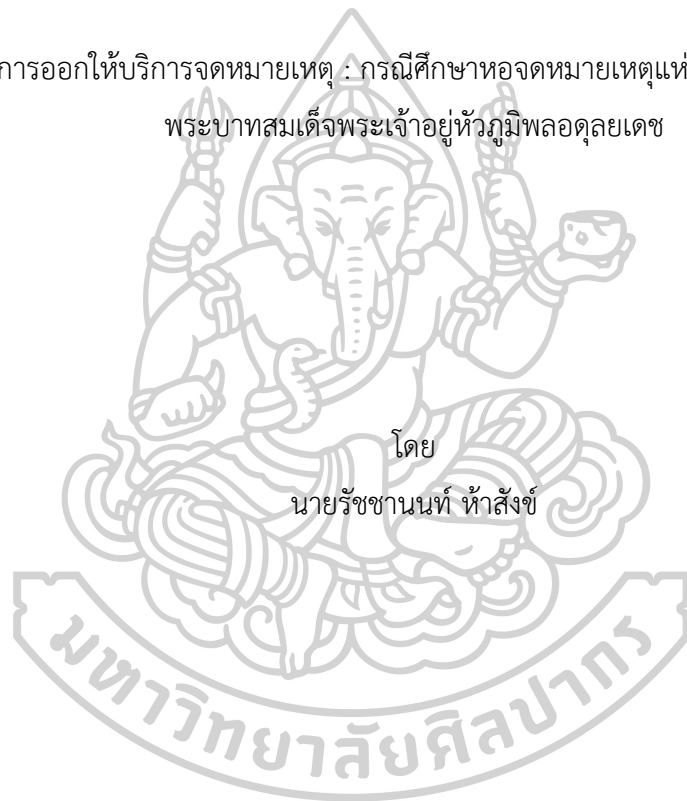 การออกให้บริการจดหมายเหตุ : กรณีศึกษาหอจดหมายเหตุแห่
พระบาทสมเด็จพระเจ้าอยู่หัวภูมิพลอดุลยเดช
โดย
นายรัชชานนท์ ห้าสังข์
มหาวิทยาลัยศิลปากร